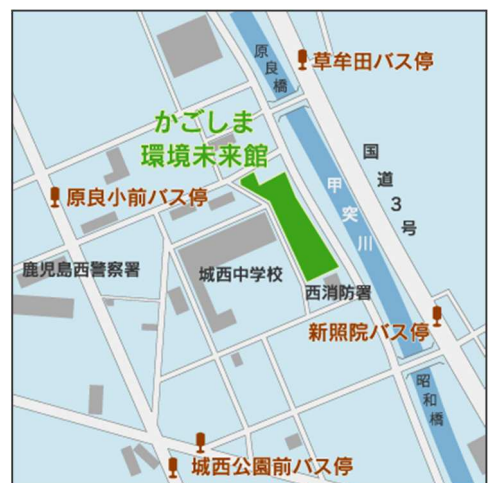 原良橋
草牟田バス停
かごしま
環境未来館
国道3号
甲突川
原良小前バス停
鹿児島西警察署
城西中学校
西消防署
新照院バス停
昭和橋
城西公園前バス停